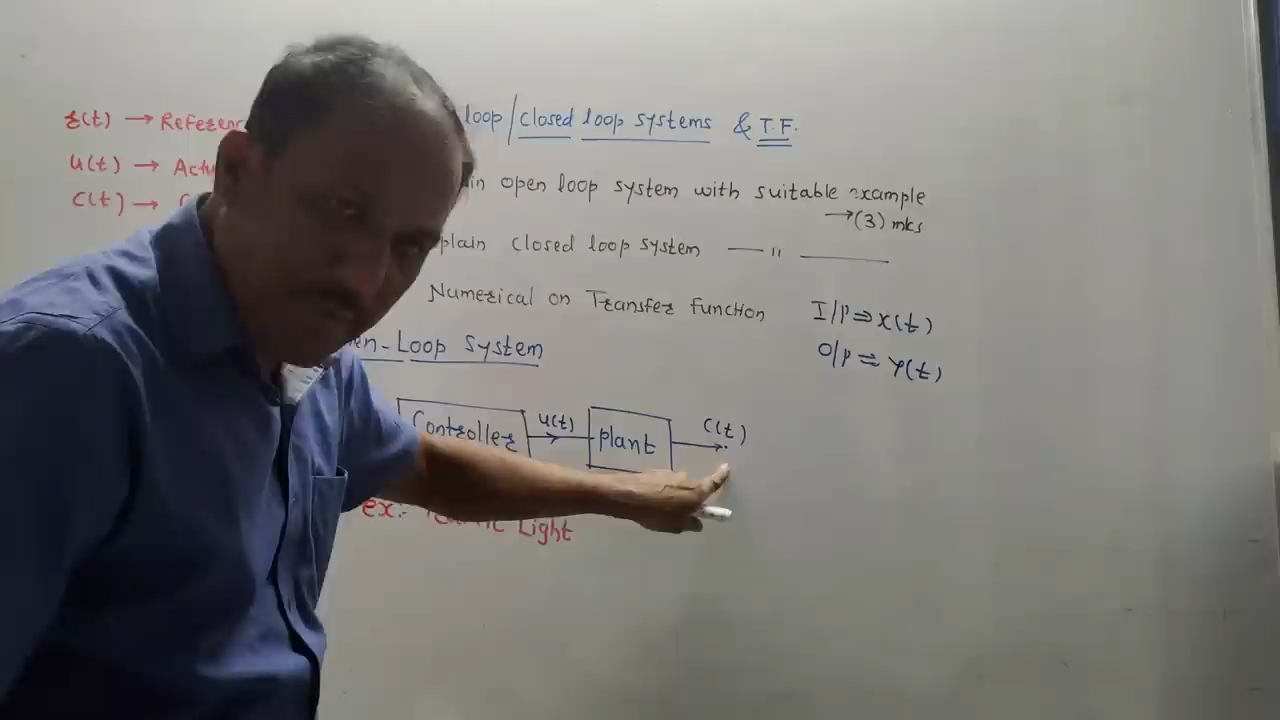 loop/closed loop systems & T.F.
r(t) → Referenc
u(t) → Actu
c(t) →
in open loop system with suitable example
→(3) mks
plain closed loop system — " —
Numerical on Transfer function
I/P ⇒ x(t)
O/P ⇒ y(t)
en-Loop system
Controller
u(t)
plant
c(t)
ex:- Traffic Light